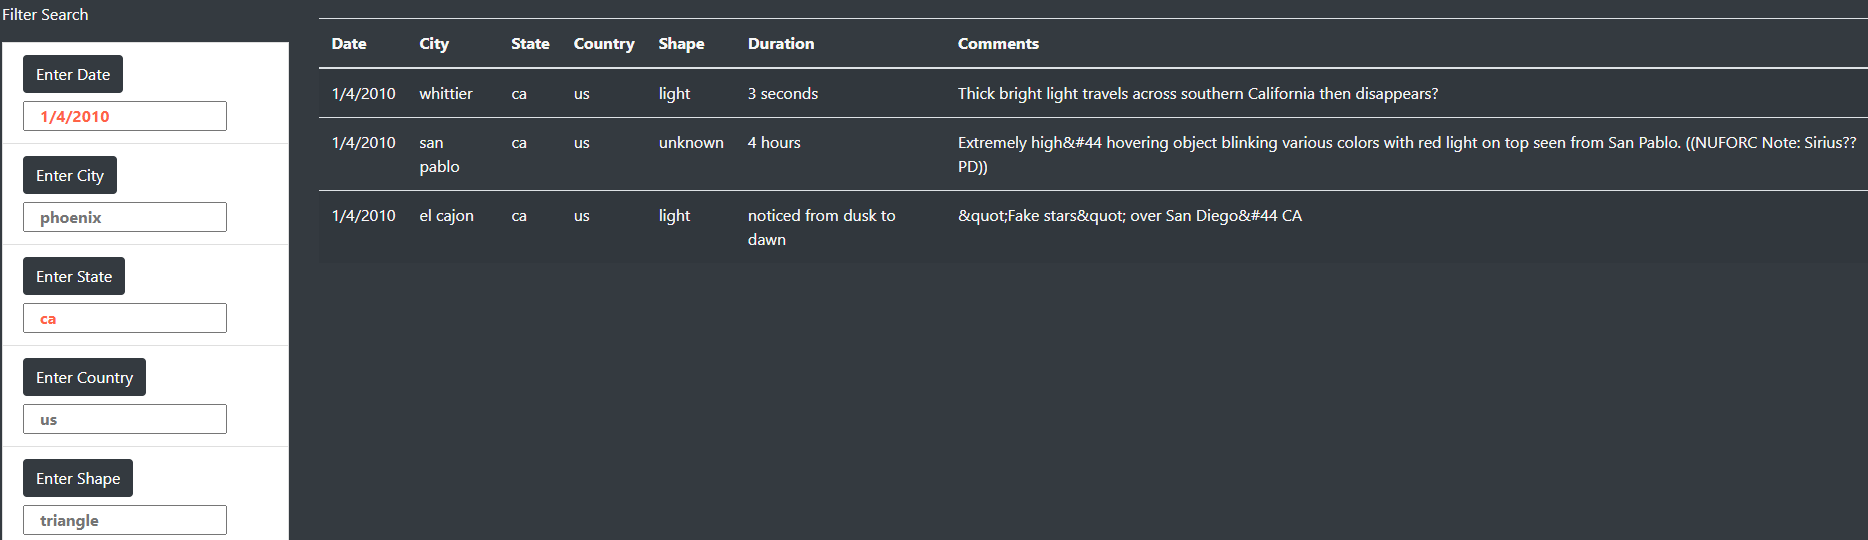 Filter Search
Enter Date
1/4/2010
Enter City
phoenix
Enter State
ca
Enter Country
us
Enter Shape
triangle
Date City State Country Shape Duration Comments
1/4/2010 whittier ca us light 3 seconds Thick bright light travels across southern California then disappears?
1/4/2010 san ca us unknown 4 hours Extremely high&#44 hovering object blinking various colors with red light on top seen from San Pablo. ((NUFORC Note: Sirius??
pablo PD))
1/4/2010 el cajon ca us light noticed from dusk to &quot;Fake stars&quot; over San Diego&#44 CA
dawn